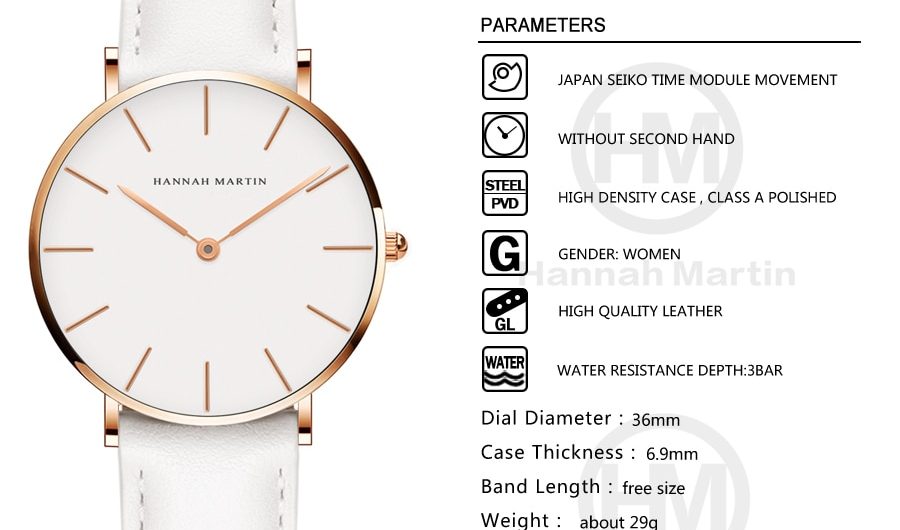 HANNAH MARTIN
PARAMETERS
JAPAN SEIKO TIME MODULE MOVEMENT
WITHOUT SECOND HAND
STEEL
PVD
HIGH DENSITY CASE , CLASS A POLISHED
G
GENDER: WOMEN
HM
Hannah Martin
GL
HIGH QUALITY LEATHER
WATER
WATER RESISTANCE DEPTH:3BAR
Dial Diameter : 36mm
Case Thickness : 6.9mm
Band Length : free size
HM
Weight : about 29g